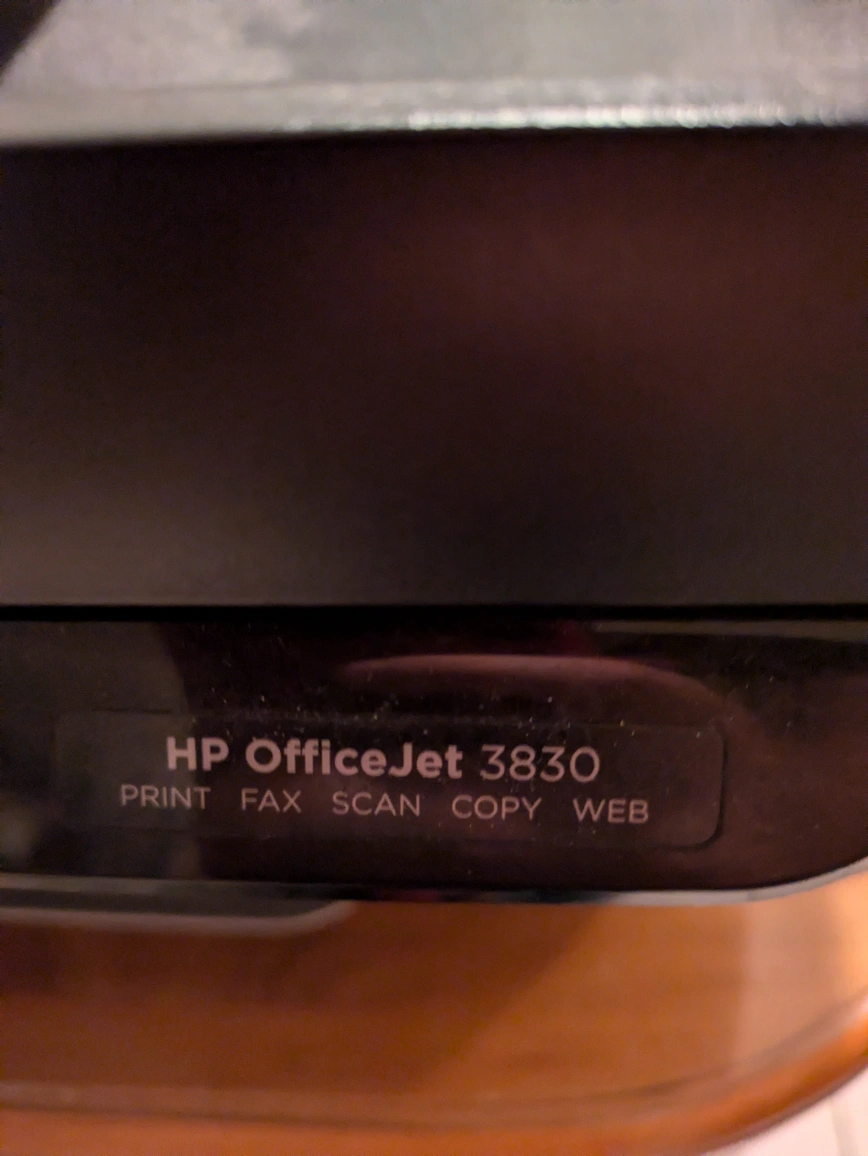 HP OfficeJet 3830
PRINT FAX SCAN COPY WEB